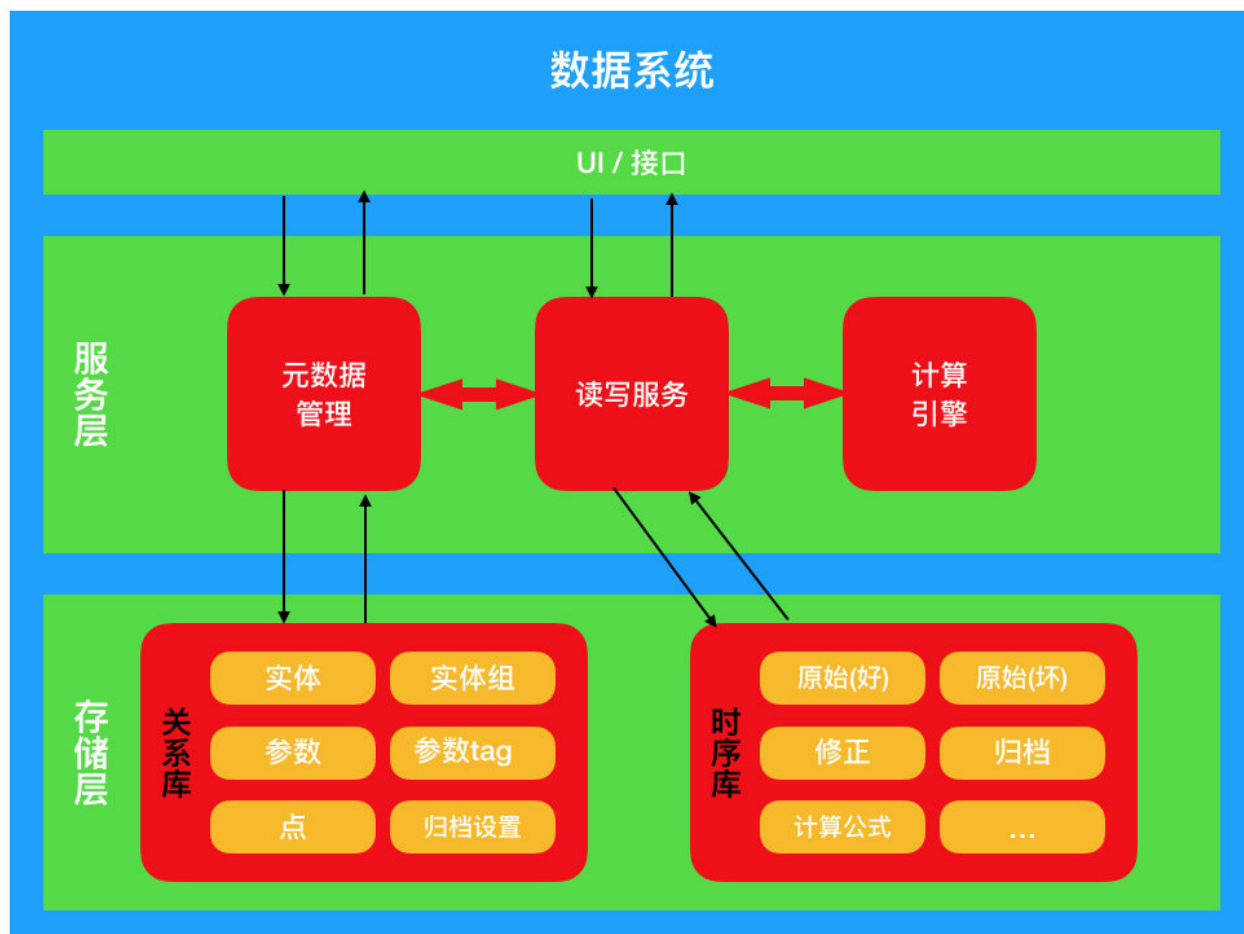 数据系统
UI / 接口
服务层
元数据
管理
读写服务
计算
引擎
存储层
关系库
实体
实体组
参数
参数tag
点
归档设置
时序库
原始(好)
原始(坏)
修正
归档
计算公式
...